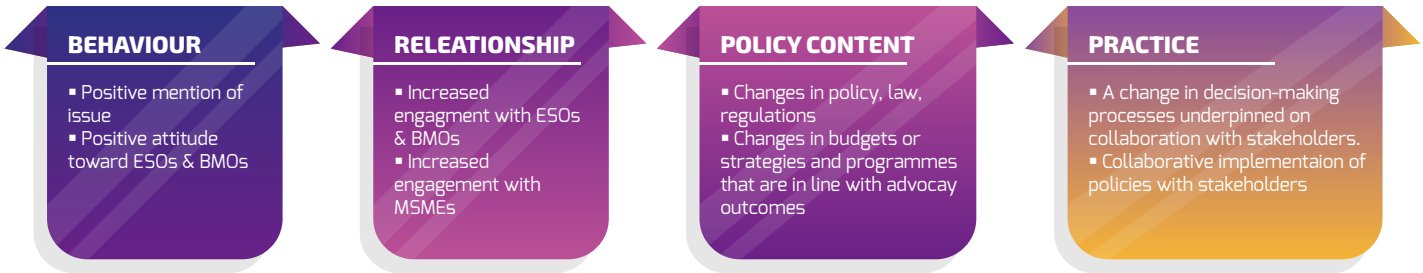 BEHAVIOUR
▪ Positive mention of
issue
▪ Positive attitude
toward ESOs & BMOs
RELEATIONSHIP
▪ Increased
engagment with ESOs
& BMOs
▪ Increased
engagement with
MSMEs
POLICY CONTENT
▪ Changes in policy, law,
regulations
▪ Changes in budgets or
strategies and programmes
that are in line with advocay
outcomes
PRACTICE
▪ A change in decision-making
processes underpinned on
collaboration with stakeholders.
▪ Collaborative implementaion of
policies with stakeholders